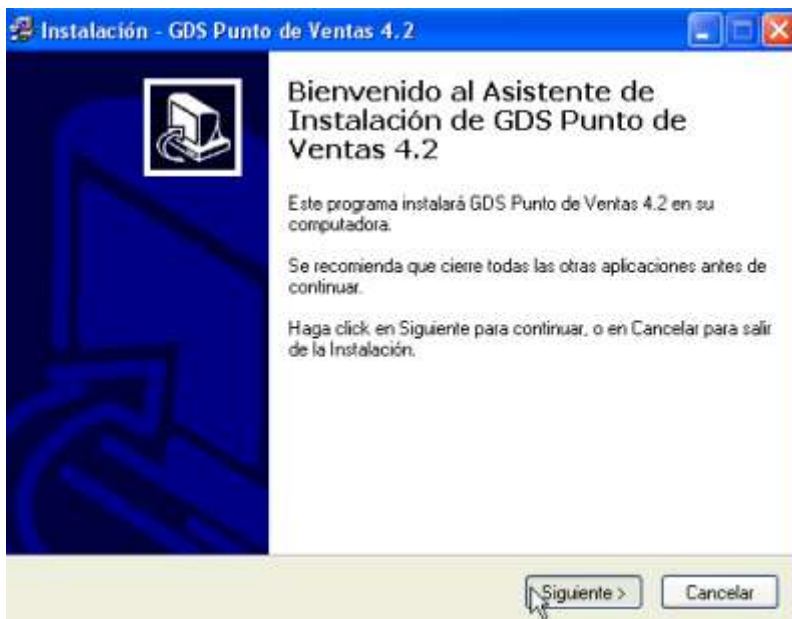 Instalación - GDS Punto de Ventas 4.2
Bienvenido al Asistente de
Instalación de GDS Punto de
Ventas 4.2
Este programa instalará GDS Punto de Ventas 4.2 en su
computadora.
Se recomienda que cierre todas las otras aplicaciones antes de
continuar.
Haga click en Siguiente para continuar, o en Cancelar para salir
de la Instalación.
Siguiente > Cancelar